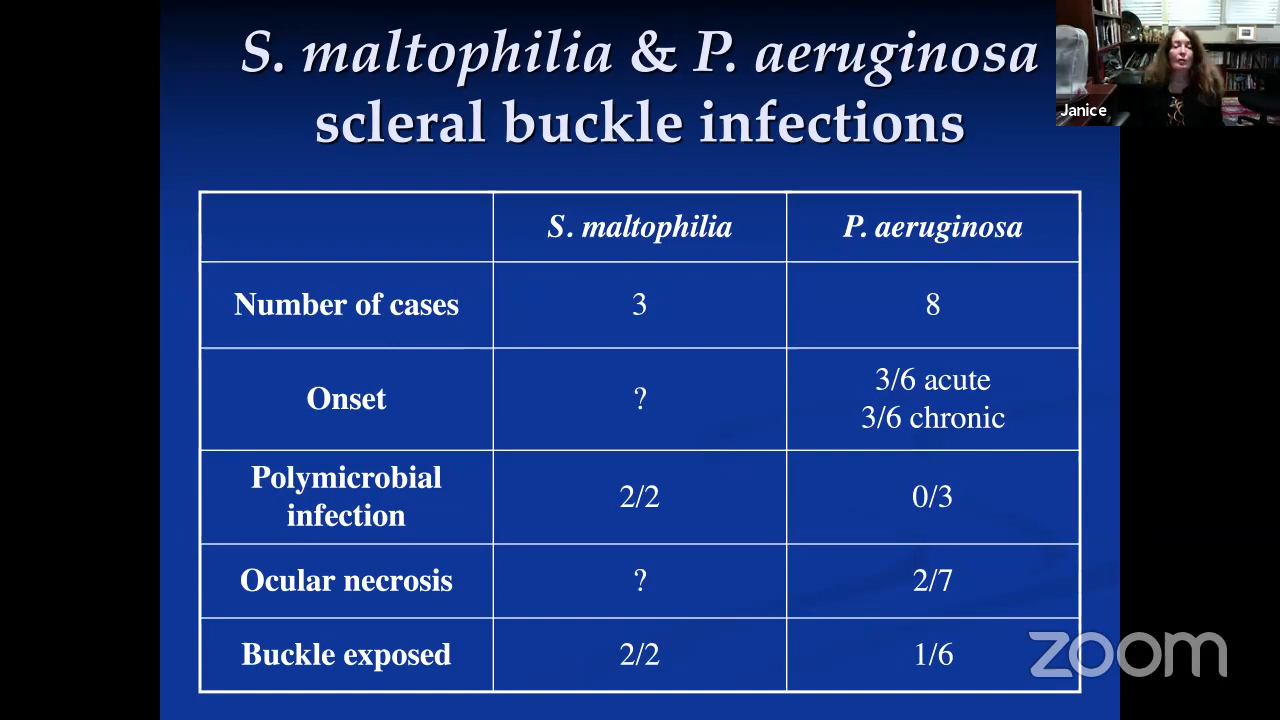 S. maltophilia & P. aeruginosa
scleral buckle infections
Janice
S. maltophilia P. aeruginosa
Number of cases 3 8
Onset ? 3/6 acute
3/6 chronic
Polymicrobial
infection 2/2 0/3
Ocular necrosis ? 2/7
Buckle exposed 2/2 1/6
zoom